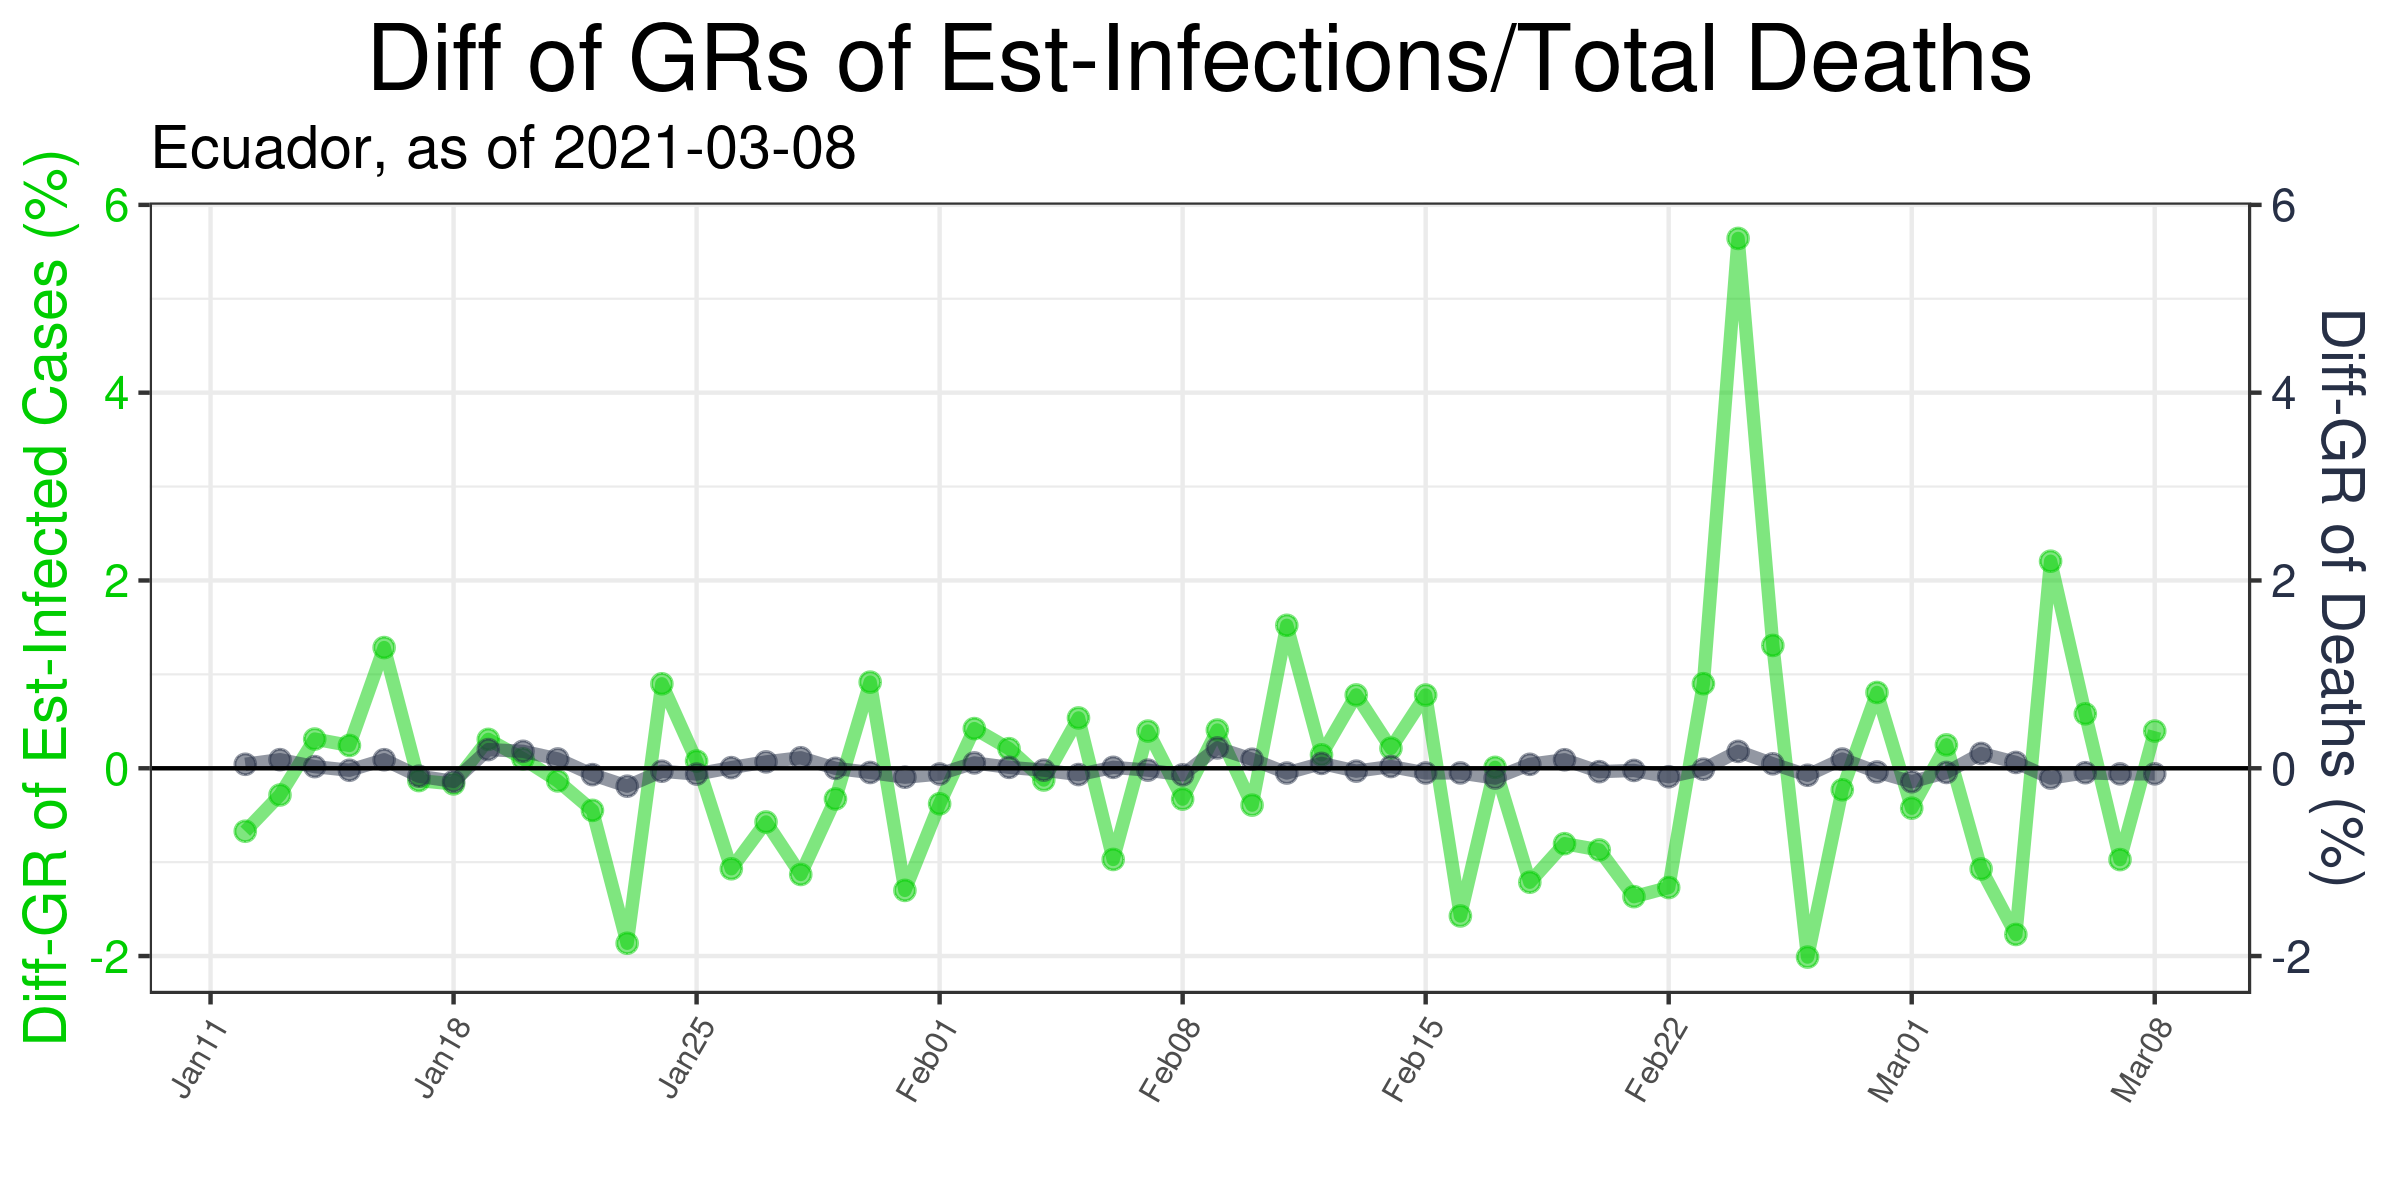 Diff of GRs of Est-Infections/Total Deaths
Ecuador, as of 2021-03-08
Diff-GR of Est-Infected Cases (%)
6
4
2
0
-2
6
4
2
0
-2
Diff-GR of Deaths (%)
Jan11
Jan18
Jan25
Feb01
Feb08
Feb15
Feb22
Mar01
Mar08